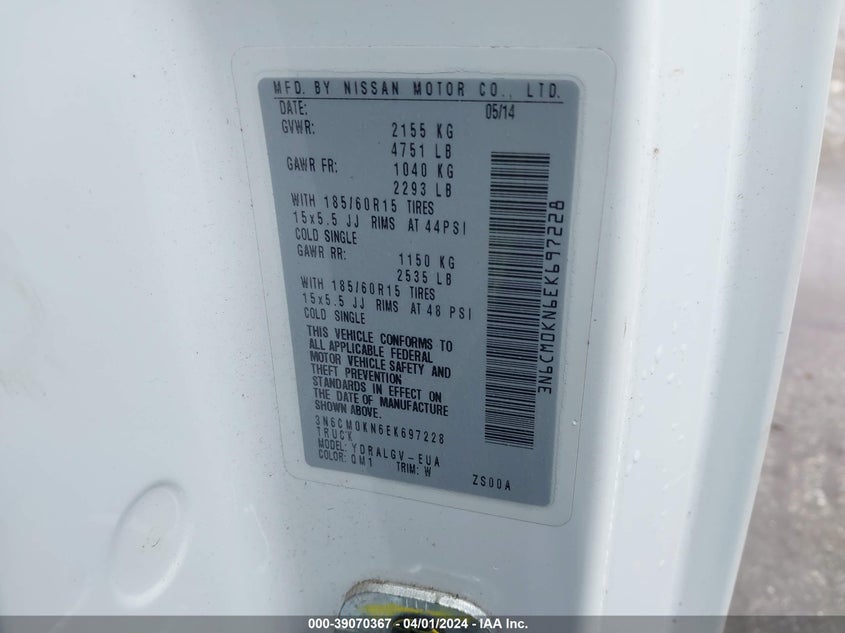 MFD. BY NISSAN MOTOR CO., LTD.
DATE: 05/14
GVWR: 2155 KG
4751 LB
GAWR FR: 1040 KG
2293 LB
WITH 185/60R15 TIRES
15x5.5 JJ RIMS AT 44PSI
COLD SINGLE
GAWR RR: 1150 KG
2535 LB
WITH 185/60R15 TIRES
15x5.5 JJ RIMS AT 48 PSI
COLD SINGLE
THIS VEHICLE CONFORMS TO
ALL APPLICABLE FEDERAL
MOTOR VEHICLE SAFETY AND
THEFT PREVENTION
STANDARDS IN EFFECT ON
THE DATE OF MANUFACTURE
SHOWN ABOVE.
3N6CM0KN6EK697228
TRUCK
MODEL: YDRALGV-EUA
COLOR: QM1 TRIM: W ZS00A
3N6CM0KN6EK697228
000-39070367 - 04/01/2024 - IAA Inc.